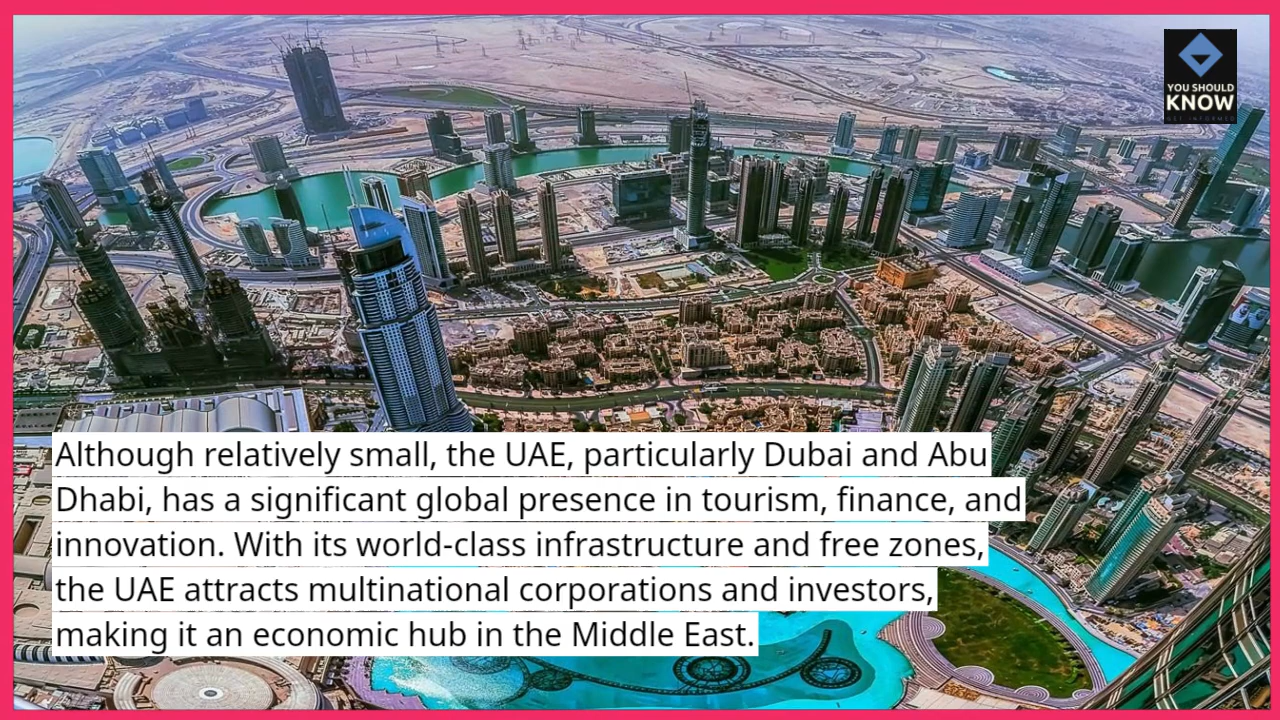 YOU SHOULD
KNOW
GET INFORMED
Although relatively small, the UAE, particularly Dubai and Abu
Dhabi, has a significant global presence in tourism, finance, and
innovation. With its world-class infrastructure and free zones,
the UAE attracts multinational corporations and investors,
making it an economic hub in the Middle East.